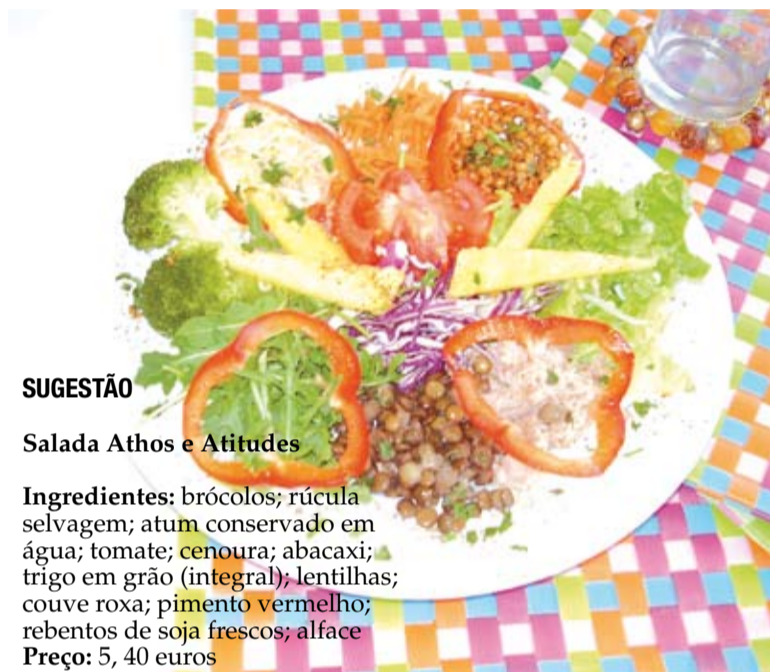 SUGESTÃO
Salada Athos e Atitudes
Ingredientes: brócolos; rúcula
selvagem; atum conservado em
água; tomate; cenoura; abacaxi;
trigo em grão (integral); lentilhas;
couve roxa; pimento vermelho;
rebentos de soja frescos; alface
Preço: 5, 40 euros